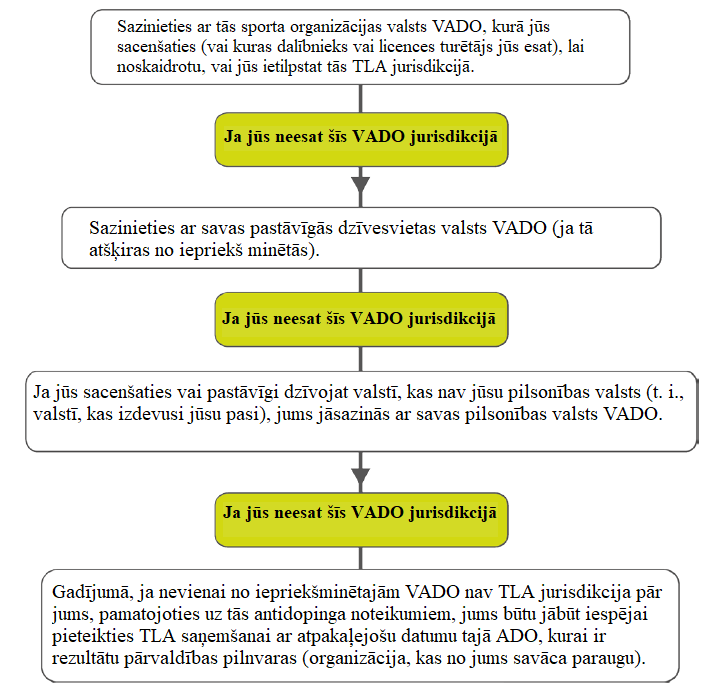 Sazinieties ar tās sporta organizācijas valsts VADO, kurā jūs
sacenšaties (vai kuras dalībnieks vai licences turētājs jūs esat), lai
noskaidrotu, vai jūs ietilpstat tās TLA jurisdikcijā.
Ja jūs neesat šīs VADO jurisdikcijā
Sazinieties ar savas pastāvīgās dzīvesvietas valsts VADO (ja tā
atšķiras no iepriekš minētās).
Ja jūs neesat šīs VADO jurisdikcijā
Ja jūs sacenšaties vai pastāvīgi dzīvojat valstī, kas nav jūsu pilsonības valsts (t. i.,
valstī, kas izdevusi jūsu pasi), jums jāsazinās ar savas pilsonības valsts VADO.
Ja jūs neesat šīs VADO jurisdikcijā
Gadījumā, ja nevienai no iepriekšminētajām VADO nav TLA jurisdikcija pār
jums, pamatojoties uz tās antidopinga noteikumiem, jums būtu jābūt iespējai
pieteikties TLA saņemšanai ar atpakaļejošu datumu tajā ADO, kurai ir
rezultātu pārvaldības pilnvaras (organizācija, kas no jums savāca paraugu).